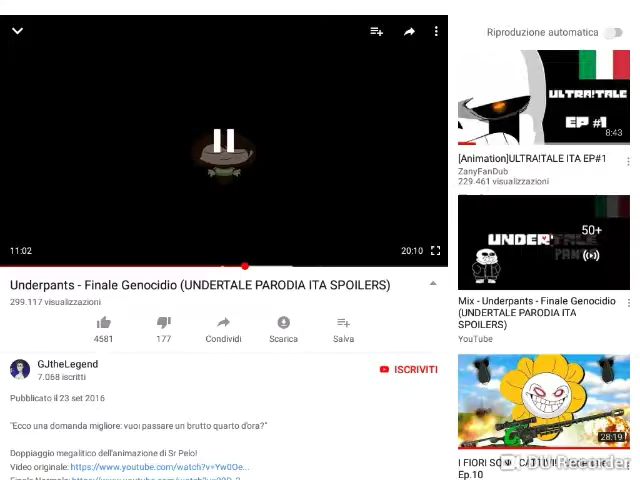 Riproduzione automatica
ULTRA!TALE
EP #1
8:43
11:02
20:10
[Animation]ULTRA!TALE ITA EP#1
ZanyFanDub
229.461 visualizzazioni
50+
UNDERTALE
PANTS
Underpants - Finale Genocidio (UNDERTALE PARODIA ITA SPOILERS)
299.117 visualizzazioni
4581
177
Condividi
Scarica
Salva
Mix - Underpants - Finale Genocidio
(UNDERTALE PARODIA ITA
SPOILERS)
YouTube
GJtheLegend
7.068 iscritti
ISCRIVITI
Pubblicato il 23 set 2016
"Ecco una domanda migliore: vuoi passare un brutto quarto d'ora?"
Doppiaggio megalitico dell'animazione di Sr Pelo!
Video originale: https://www.youtube.com/watch?v=Yw0Oe...
28:19
I FIORI SONO CATTIVI!
Ep.10
DU Recorder